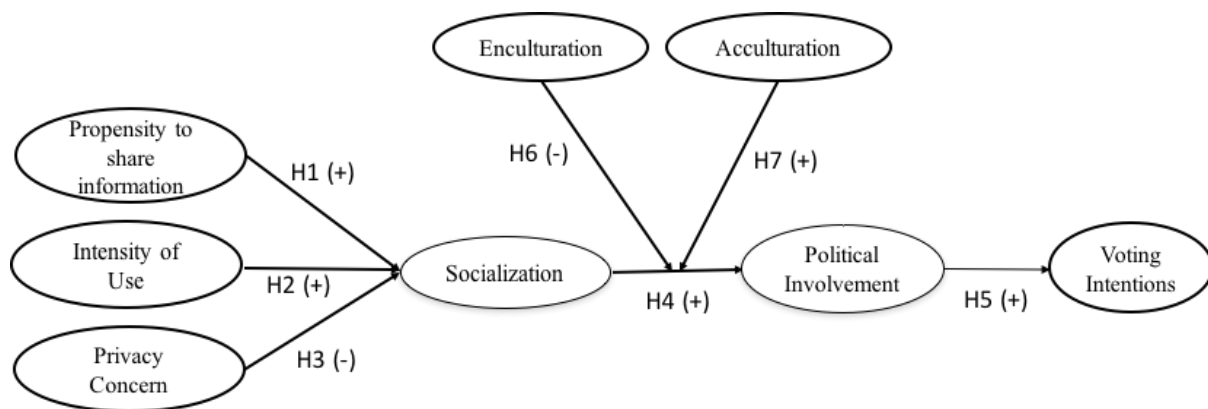 Enculturation
Acculturation
Propensity to
share
information
H1 (+)
H6 (-)
H7 (+)
Intensity of
Use
H2 (+)
Socialization
H4 (+)
Political
Involvement
H5 (+)
Voting
Intentions
Privacy
Concern
H3 (-)